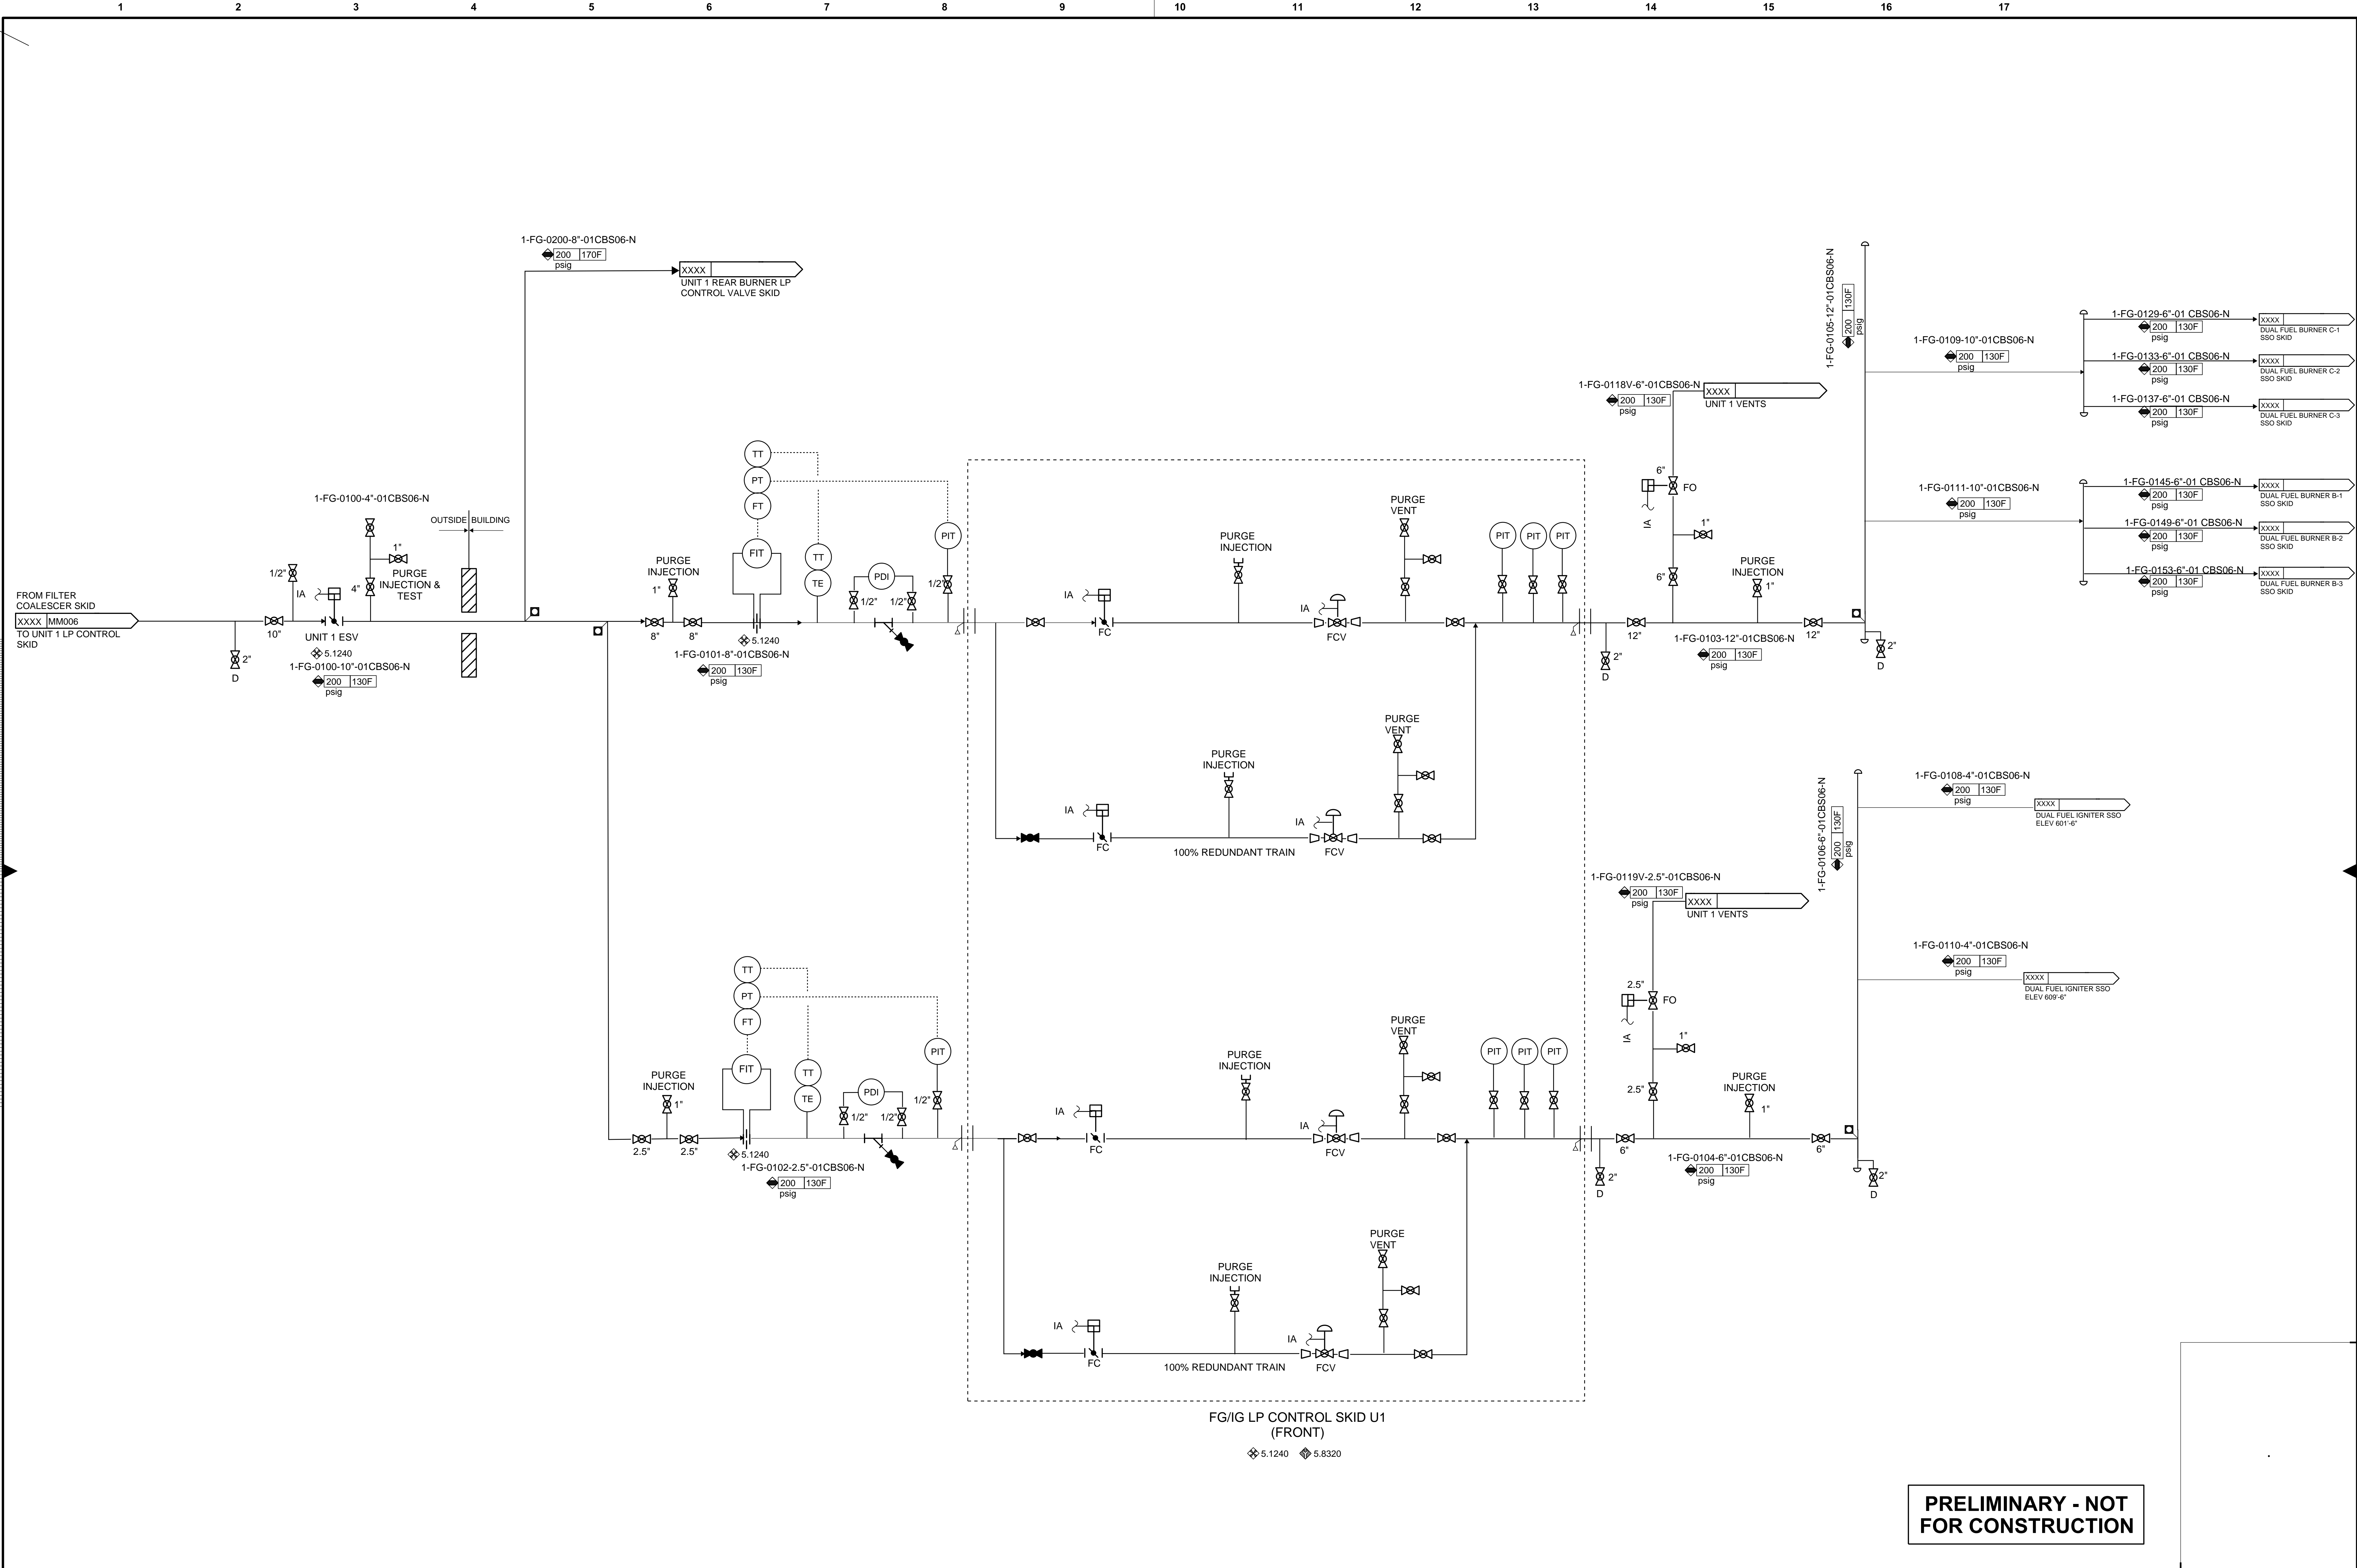 1 2 3 4 5 6 7 8 9 10 11 12 13 14 15 16 17
1-FG-0200-8"-01CBS06-N
200 170F
psig
XXXX
UNIT 1 REAR BURNER LP
CONTROL VALVE SKID
1-FG-0100-4"-01CBS06-N
OUTSIDE BUILDING
1"
1/2"
IA
4"
PURGE
INJECTION &
TEST
FROM FILTER
COALESCER SKID
XXXX MM006
TO UNIT 1 LP CONTROL
SKID
10"
UNIT 1 ESV
5.1240
2"
D
1-FG-0100-10"-01CBS06-N
200 130F
psig
TT
PT
FT
FIT
TT
TE
PDI
PIT
PURGE
INJECTION
1"
1/2"
1/2"
1/2"
8"
8"
5.1240
1-FG-0101-8"-01CBS06-N
200 130F
psig
IA
FC
PURGE
INJECTION
IA
FCV
PURGE
VENT
PIT
PIT
PIT
IA
FC
PURGE
INJECTION
100% REDUNDANT TRAIN
IA
FCV
PURGE
VENT
1-FG-0118V-6"-01CBS06-N
200 130F
psig
XXXX
UNIT 1 VENTS
6"
FO
IA
1"
6"
PURGE
INJECTION
1"
12"
12"
2"
D
1-FG-0103-12"-01CBS06-N
200 130F
psig
2"
D
1-FG-0105-12"-01CBS06-N
200 130F
psig
1-FG-0109-10"-01CBS06-N
200 130F
psig
1-FG-0111-10"-01CBS06-N
200 130F
psig
1-FG-0129-6"-01 CBS06-N
200 130F
psig
XXXX
DUAL FUEL BURNER C-1
SSO SKID
1-FG-0133-6"-01 CBS06-N
200 130F
psig
XXXX
DUAL FUEL BURNER C-2
SSO SKID
1-FG-0137-6"-01 CBS06-N
200 130F
psig
XXXX
DUAL FUEL BURNER C-3
SSO SKID
1-FG-0145-6"-01 CBS06-N
200 130F
psig
XXXX
DUAL FUEL BURNER B-1
SSO SKID
1-FG-0149-6"-01 CBS06-N
200 130F
psig
XXXX
DUAL FUEL BURNER B-2
SSO SKID
1-FG-0153-6"-01 CBS06-N
200 130F
psig
XXXX
DUAL FUEL BURNER B-3
SSO SKID
TT
PT
FT
FIT
TT
TE
PDI
PIT
PURGE
INJECTION
1"
1/2"
1/2"
1/2"
2.5"
2.5"
5.1240
1-FG-0102-2.5"-01CBS06-N
200 130F
psig
IA
FC
PURGE
INJECTION
IA
FCV
PURGE
VENT
PIT
PIT
PIT
IA
FC
PURGE
INJECTION
100% REDUNDANT TRAIN
IA
FCV
PURGE
VENT
1-FG-0119V-2.5"-01CBS06-N
200 130F
psig
XXXX
UNIT 1 VENTS
2.5"
FO
IA
1"
2.5"
PURGE
INJECTION
1"
6"
6"
2"
D
1-FG-0104-6"-01CBS06-N
200 130F
psig
2"
D
1-FG-0106-6"-01CBS06-N
200 130F
psig
1-FG-0108-4"-01CBS06-N
200 130F
psig
XXXX
DUAL FUEL IGNITER SSO
ELEV 601'-6"
1-FG-0110-4"-01CBS06-N
200 130F
psig
XXXX
DUAL FUEL IGNITER SSO
ELEV 609'-6"
FG/IG LP CONTROL SKID U1
(FRONT)
5.1240 5.8320
PRELIMINARY - NOT
FOR CONSTRUCTION